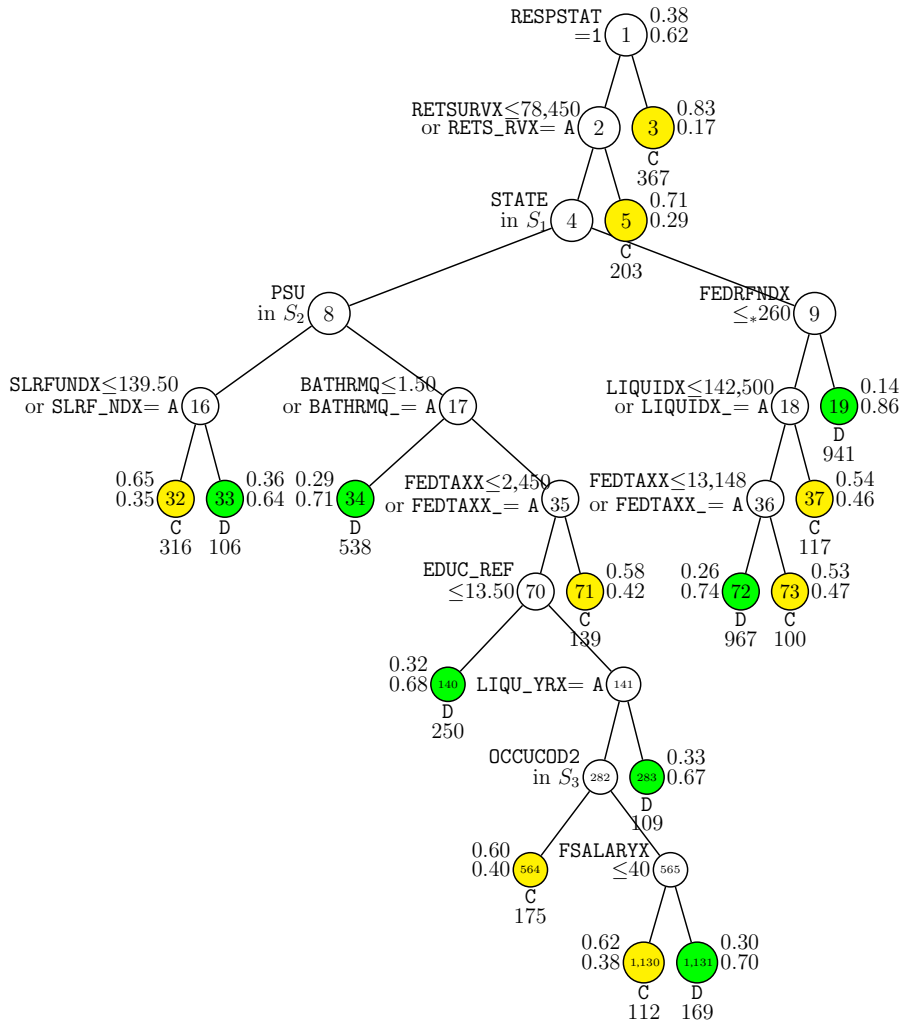 RESPSTAT
=1
1
0.38
0.62
RETSURVX≤78,450
or RETS_RVX= A
2
3
0.83
0.17
C
367
STATE
in S1
4
5
0.71
0.29
C
203
PSU
in S2
8
FEDRFNDX
≤*260
9
SLRFUNDX≤139.50
or SLRF_NDX= A
16
BATHRMQ≤1.50
or BATHRMQ_= A
17
LIQUIDX≤142,500
or LIQUIDX_= A
18
19
0.14
0.86
D
941
0.65
0.35
32
C
316
33
0.36
0.64
D
106
0.29
0.71
34
D
538
FEDTAXX≤2,450
or FEDTAXX_= A
35
FEDTAXX≤13,148
or FEDTAXX_= A
36
37
0.54
0.46
C
117
EDUC_REF
≤13.50
70
71
0.58
0.42
C
139
0.26
0.74
72
D
967
73
0.53
0.47
C
100
0.32
0.68
140
D
250
LIQU_YRX= A
141
OCCUCOD2
in S3
282
283
0.33
0.67
D
109
0.60
0.40
564
C
175
FSALARYX
≤40
565
0.62
0.38
1,130
C
112
1,131
0.30
0.70
D
169